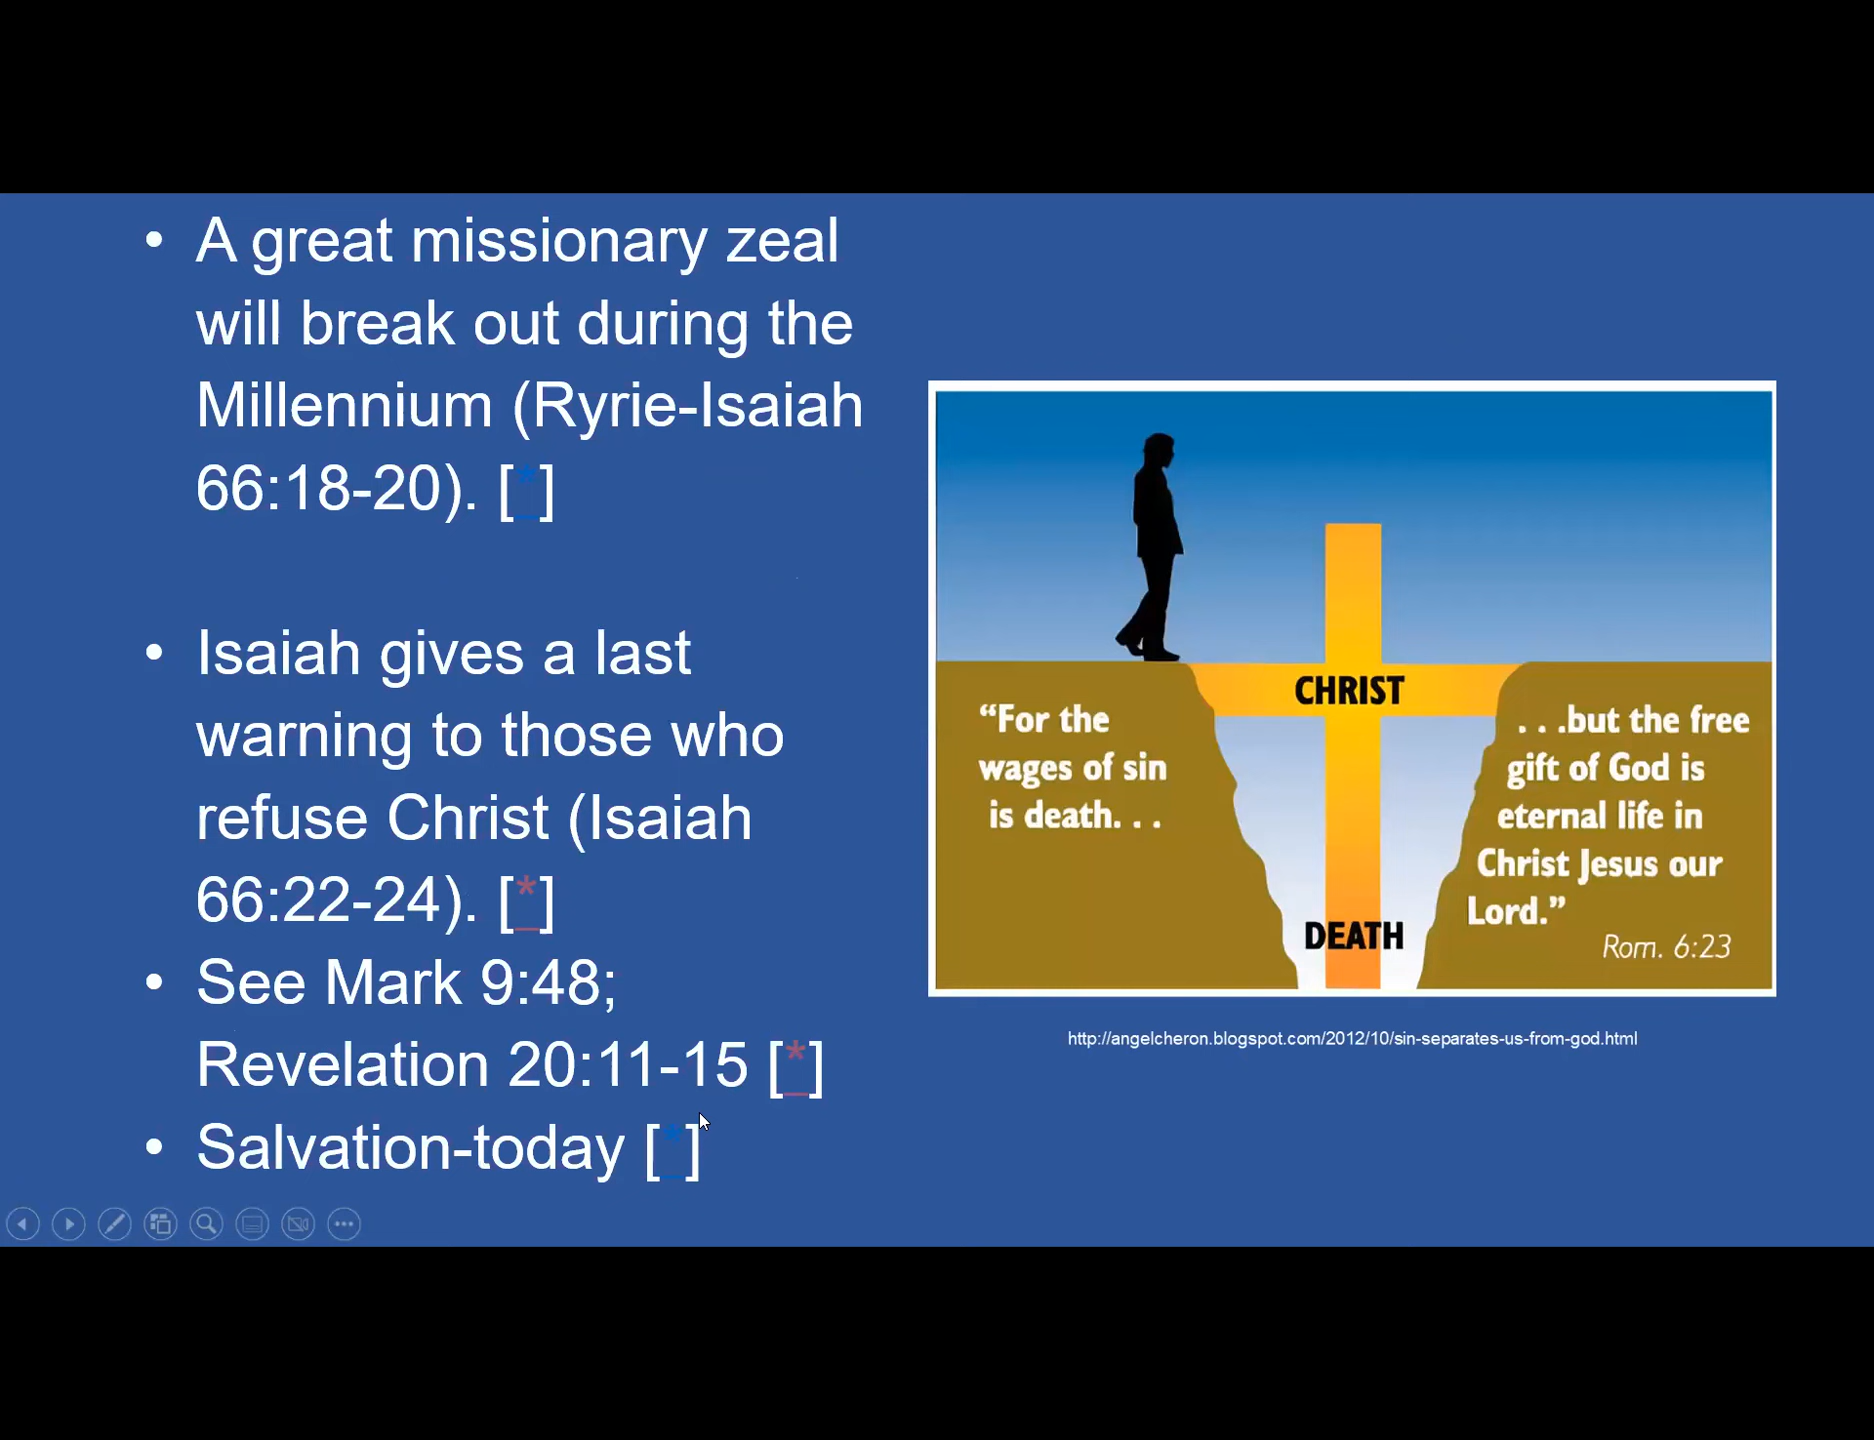 • A great missionary zeal
will break out during the
Millennium (Ryrie-Isaiah
66:18-20). [*]
• Isaiah gives a last
warning to those who
refuse Christ (Isaiah
66:22-24). [*]
• See Mark 9:48;
Revelation 20:11-15 [*]
• Salvation-today [*]
CHRIST
“For the
wages of sin
is death. . .
. . .but the free
gift of God is
eternal life in
Christ Jesus our
Lord.”
Rom. 6:23
DEATH
http://angelcheron.blogspot.com/2012/10/sin-separates-us-from-god.html